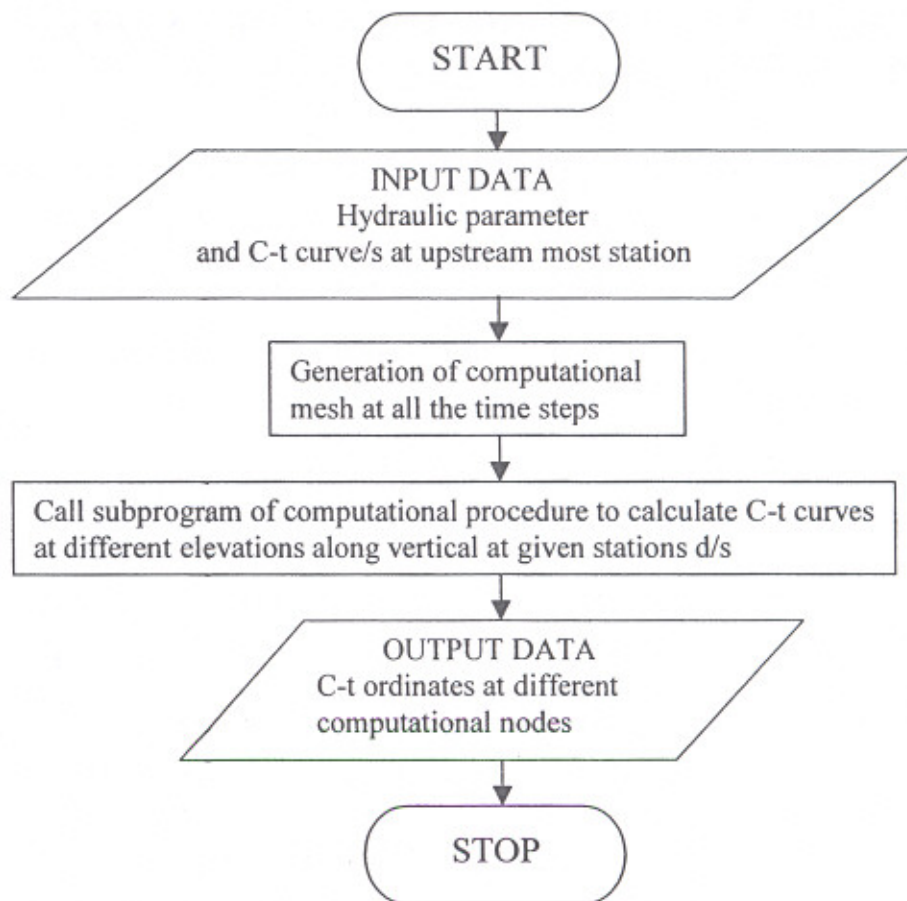 START
INPUT DATA
Hydraulic parameter
and C-t curve/s at upstream most station
Generation of computational
mesh at all the time steps
Call subprogram of computational procedure to calculate C-t curves
at different elevations along vertical at given stations d/s
OUTPUT DATA
C-t ordinates at different
computational nodes
STOP